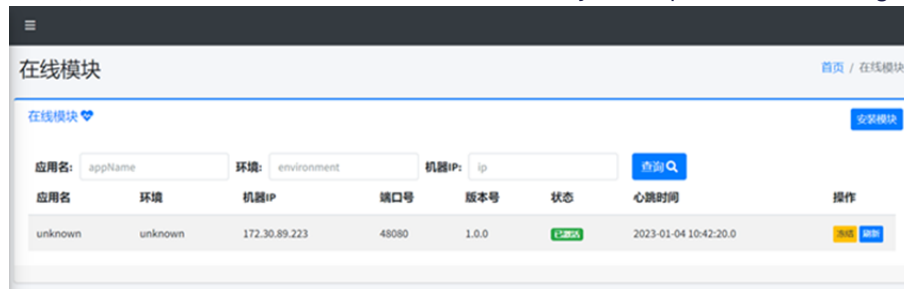 在线模块
首页 / 在线模块
在线模块
安装模块
应用名: appName 环境: environment 机器IP: ip 查询
应用名 环境 机器IP 端口号 版本号 状态 心跳时间 操作
unknown unknown 172.30.89.223 48080 1.0.0 已激活 2023-01-04 10:42:20.0 冻结 刷新